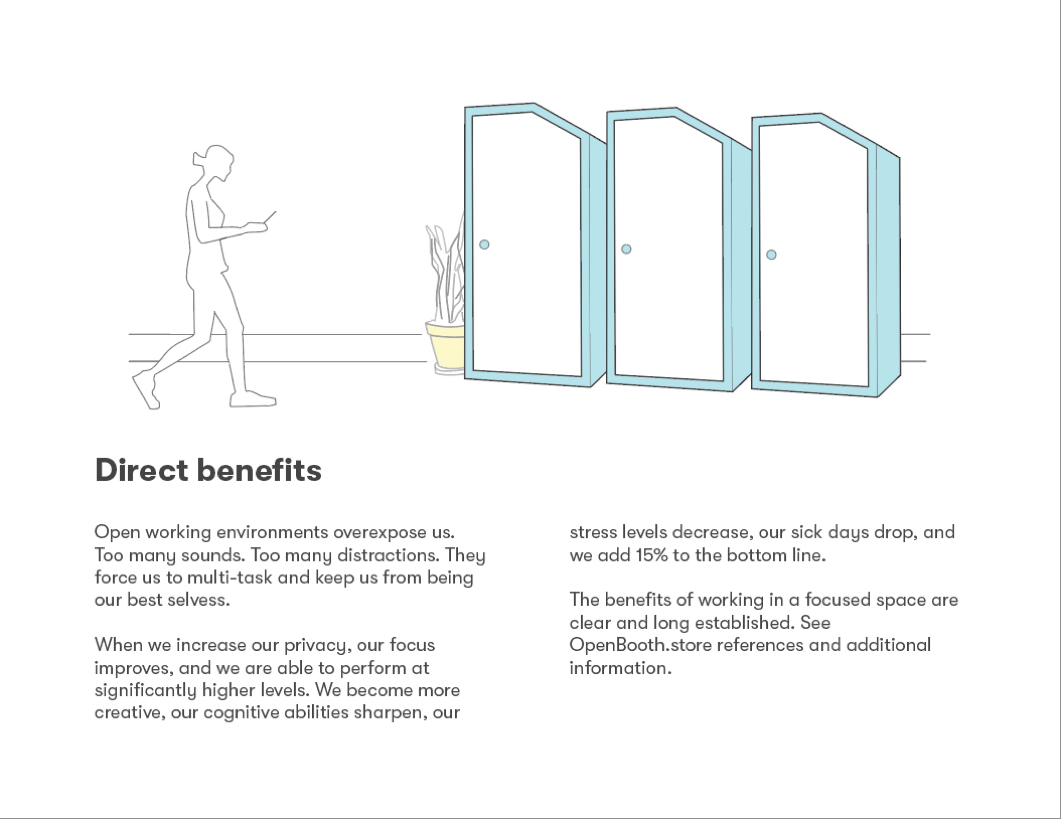 Direct benefits
Open working environments overexpose us.
Too many sounds. Too many distractions. They
force us to multi-task and keep us from being
our best selvess.
When we increase our privacy, our focus
improves, and we are able to perform at
significantly higher levels. We become more
creative, our cognitive abilities sharpen, our
stress levels decrease, our sick days drop, and
we add 15% to the bottom line.
The benefits of working in a focused space are
clear and long established. See
OpenBooth.store references and additional
information.